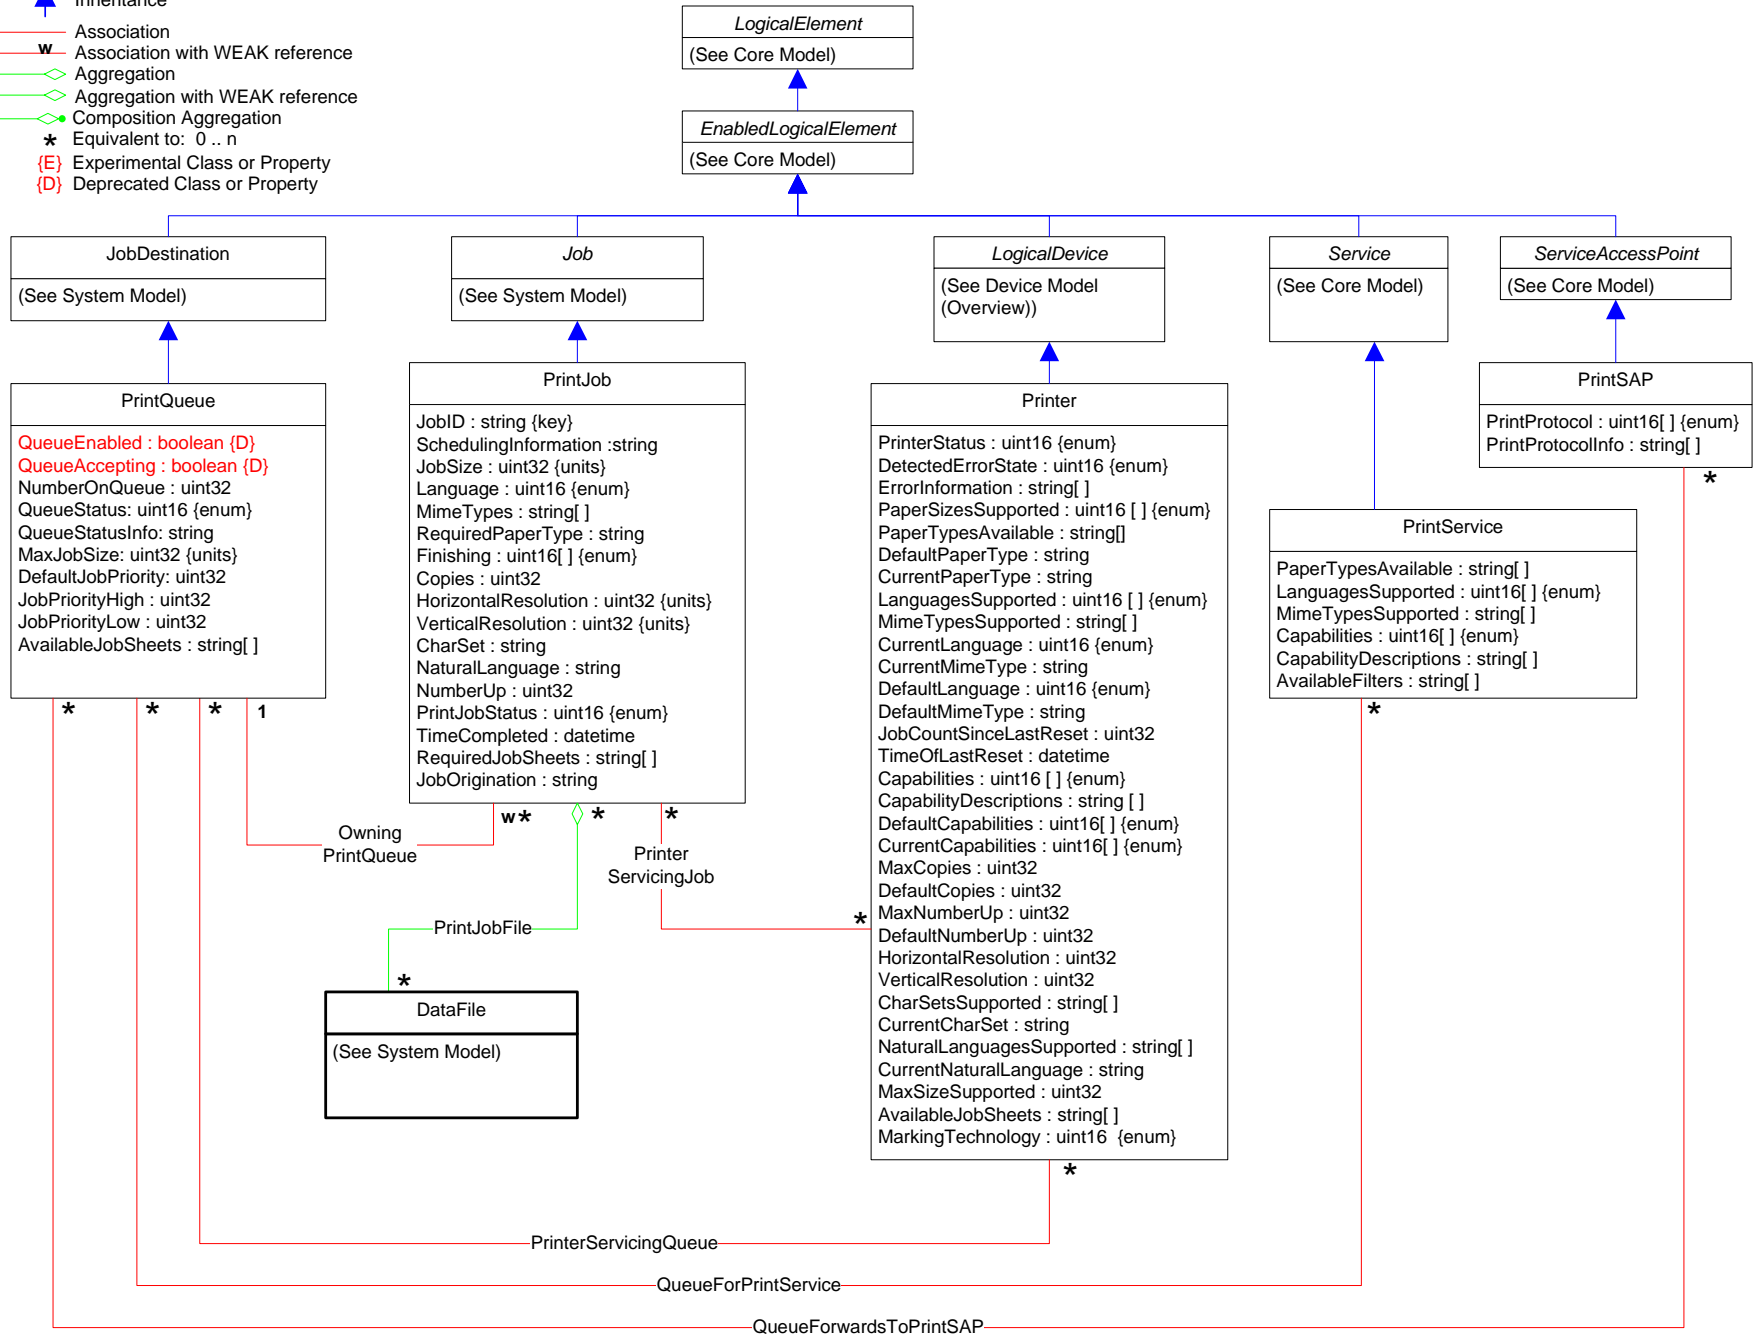 Inheritance
Association
w Association with WEAK reference
Aggregation
Aggregation with WEAK reference
Composition Aggregation
* Equivalent to: 0 .. n
{E} Experimental Class or Property
{D} Deprecated Class or Property
LogicalElement
(See Core Model)
EnabledLogicalElement
(See Core Model)
JobDestination
(See System Model)
Job
(See System Model)
LogicalDevice
(See Device Model
(Overview))
Service
(See Core Model)
ServiceAccessPoint
(See Core Model)
PrintQueue
QueueEnabled : boolean {D}
QueueAccepting : boolean {D}
NumberOnQueue : uint32
QueueStatus: uint16 {enum}
QueueStatusInfo: string
MaxJobSize: uint32 {units}
DefaultJobPriority: uint32
JobPriorityHigh : uint32
JobPriorityLow : uint32
AvailableJobSheets : string[ ]
* * * 1
PrintJob
JobID : string {key}
SchedulingInformation :string
JobSize : uint32 {units}
Language : uint16 {enum}
MimeTypes : string[ ]
RequiredPaperType : string
Finishing : uint16[ ] {enum}
Copies : uint32
HorizontalResolution : uint32 {units}
VerticalResolution : uint32 {units}
CharSet : string
NaturalLanguage : string
NumberUp : uint32
PrintJobStatus : uint16 {enum}
TimeCompleted : datetime
RequiredJobSheets : string[ ]
JobOrigination : string
w* * *
Printer
PrinterStatus : uint16 {enum}
DetectedErrorState : uint16 {enum}
ErrorInformation : string[ ]
PaperSizesSupported : uint16 [ ] {enum}
PaperTypesAvailable : string[]
DefaultPaperType : string
CurrentPaperType : string
LanguagesSupported : uint16 [ ] {enum}
MimeTypesSupported : string[ ]
CurrentLanguage : uint16 {enum}
CurrentMimeType : string
DefaultLanguage : uint16 {enum}
DefaultMimeType : string
JobCountSinceLastReset : uint32
TimeOfLastReset : datetime
Capabilities : uint16 [ ] {enum}
CapabilityDescriptions : string [ ]
DefaultCapabilities : uint16[ ] {enum}
CurrentCapabilities : uint16[ ] {enum}
MaxCopies : uint32
DefaultCopies : uint32
MaxNumberUp : uint32
DefaultNumberUp : uint32
HorizontalResolution : uint32
VerticalResolution : uint32
CharSetsSupported : string[ ]
CurrentCharSet : string
NaturalLanguagesSupported : string[ ]
CurrentNaturalLanguage : string
MaxSizeSupported : uint32
AvailableJobSheets : string[ ]
MarkingTechnology : uint16  {enum}
*
PrintService
PaperTypesAvailable : string[ ]
LanguagesSupported : uint16[ ] {enum}
MimeTypesSupported : string[ ]
Capabilities : uint16[ ] {enum}
CapabilityDescriptions : string[ ]
AvailableFilters : string[ ]
*
PrintSAP
PrintProtocol : uint16[ ] {enum}
PrintProtocolInfo : string[ ]
*
Owning
PrintQueue
Printer
ServicingJob
*
PrintJobFile
*
DataFile
(See System Model)
PrinterServicingQueue
QueueForPrintService
QueueForwardsToPrintSAP